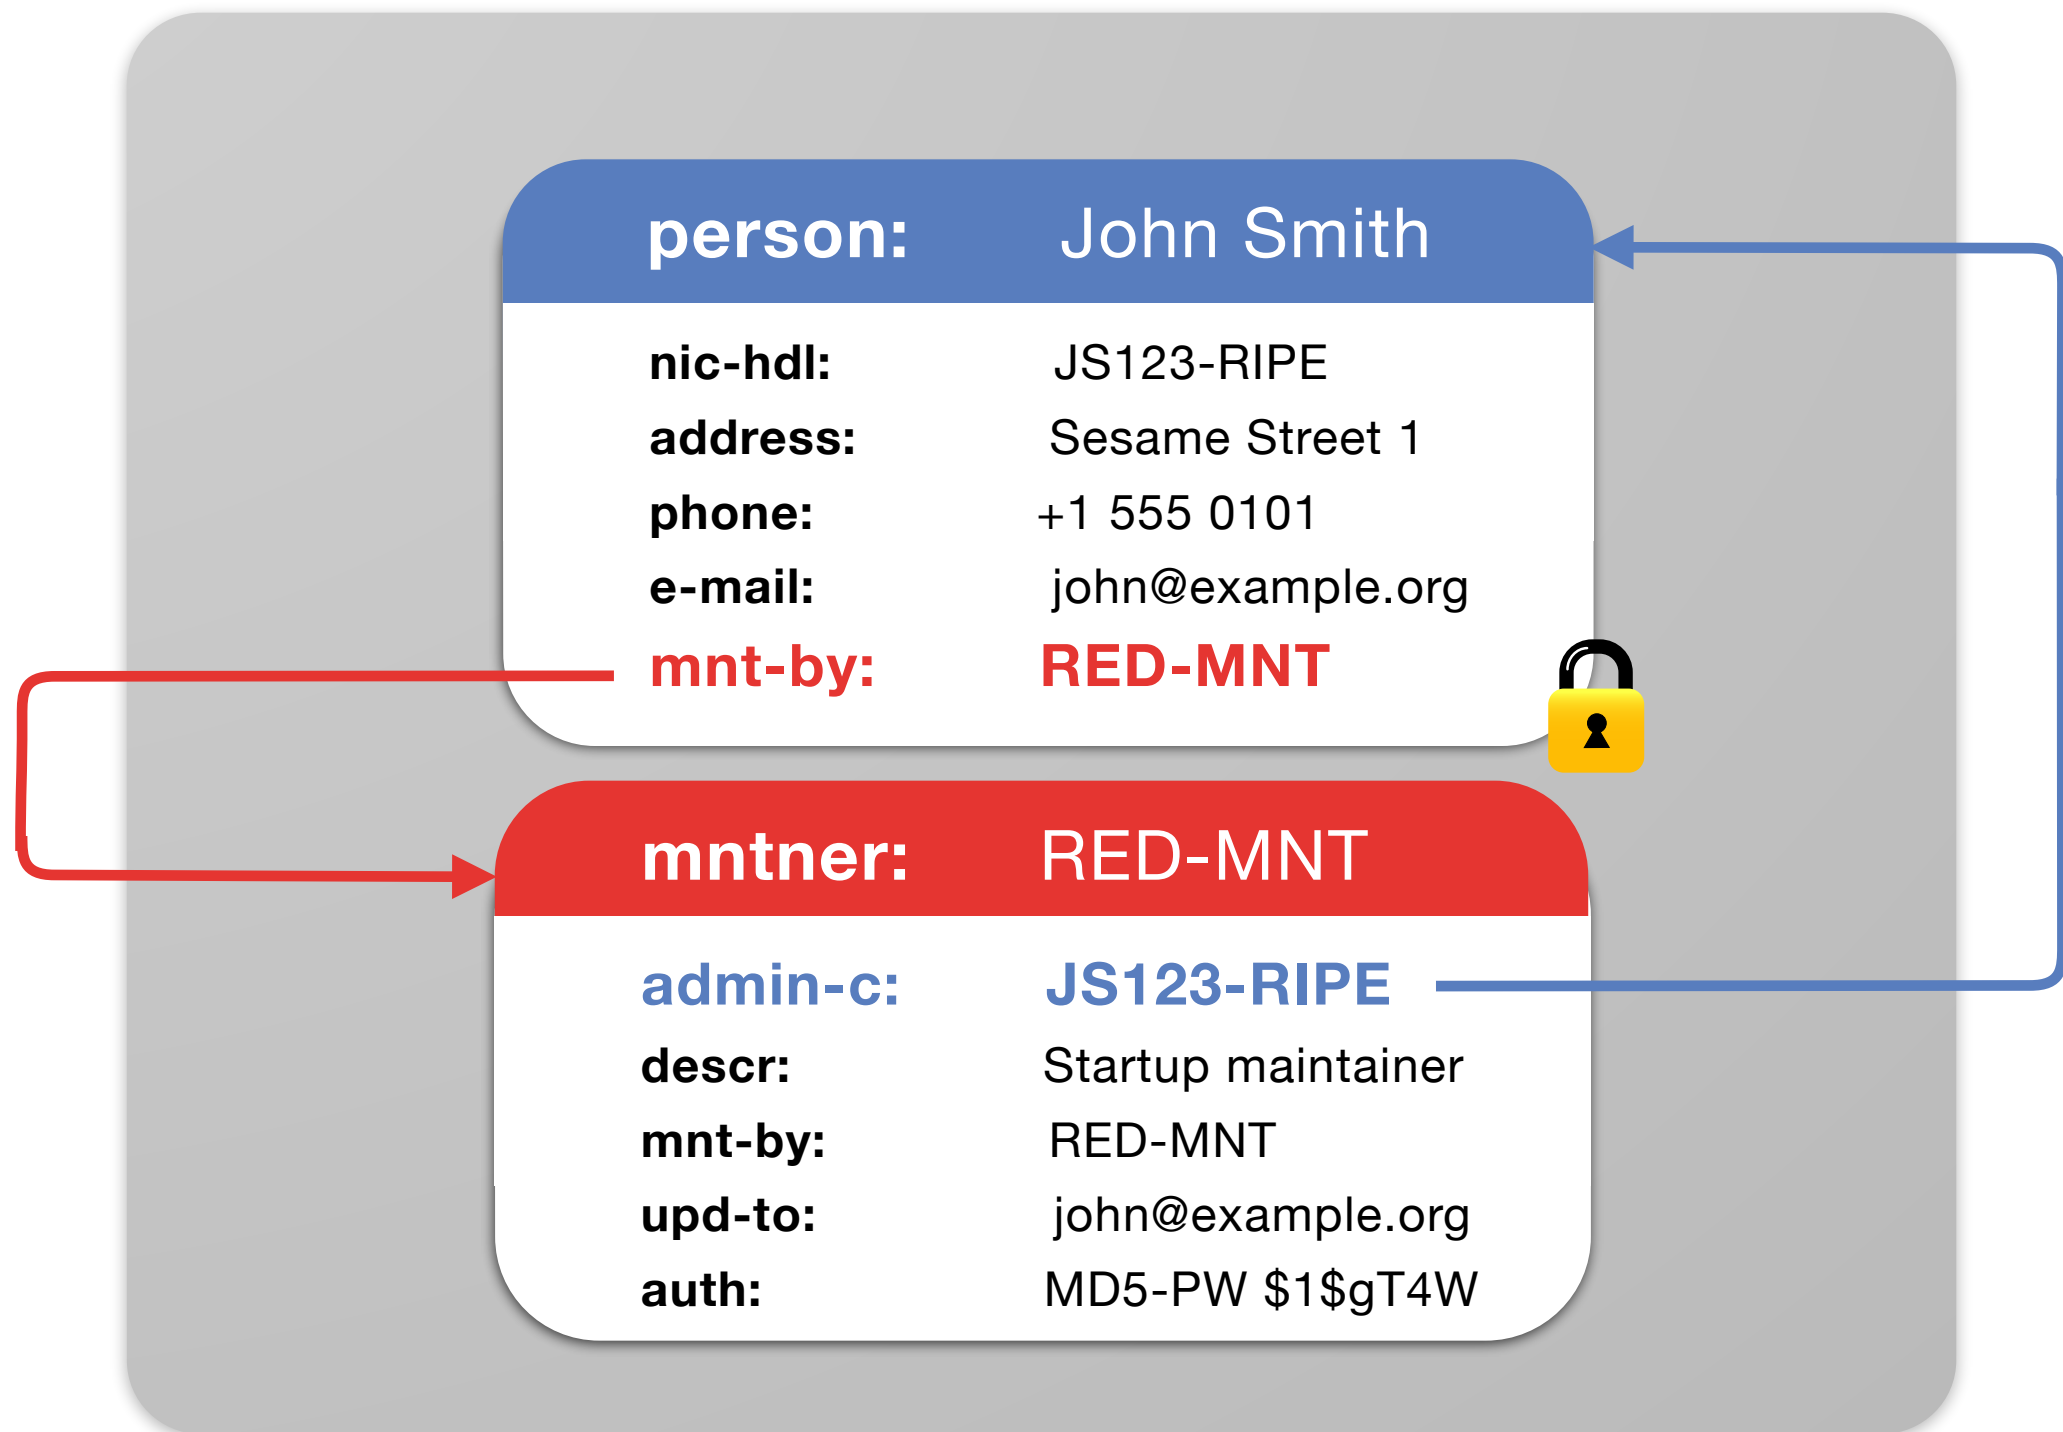 person: John Smith
nic-hdl: JS123-RIPE
address: Sesame Street 1
phone: +1 555 0101
e-mail: john@example.org
mnt-by: RED-MNT
mntner: RED-MNT
admin-c: JS123-RIPE
descr: Startup maintainer
mnt-by: RED-MNT
upd-to: john@example.org
auth: MD5-PW $1$gT4W